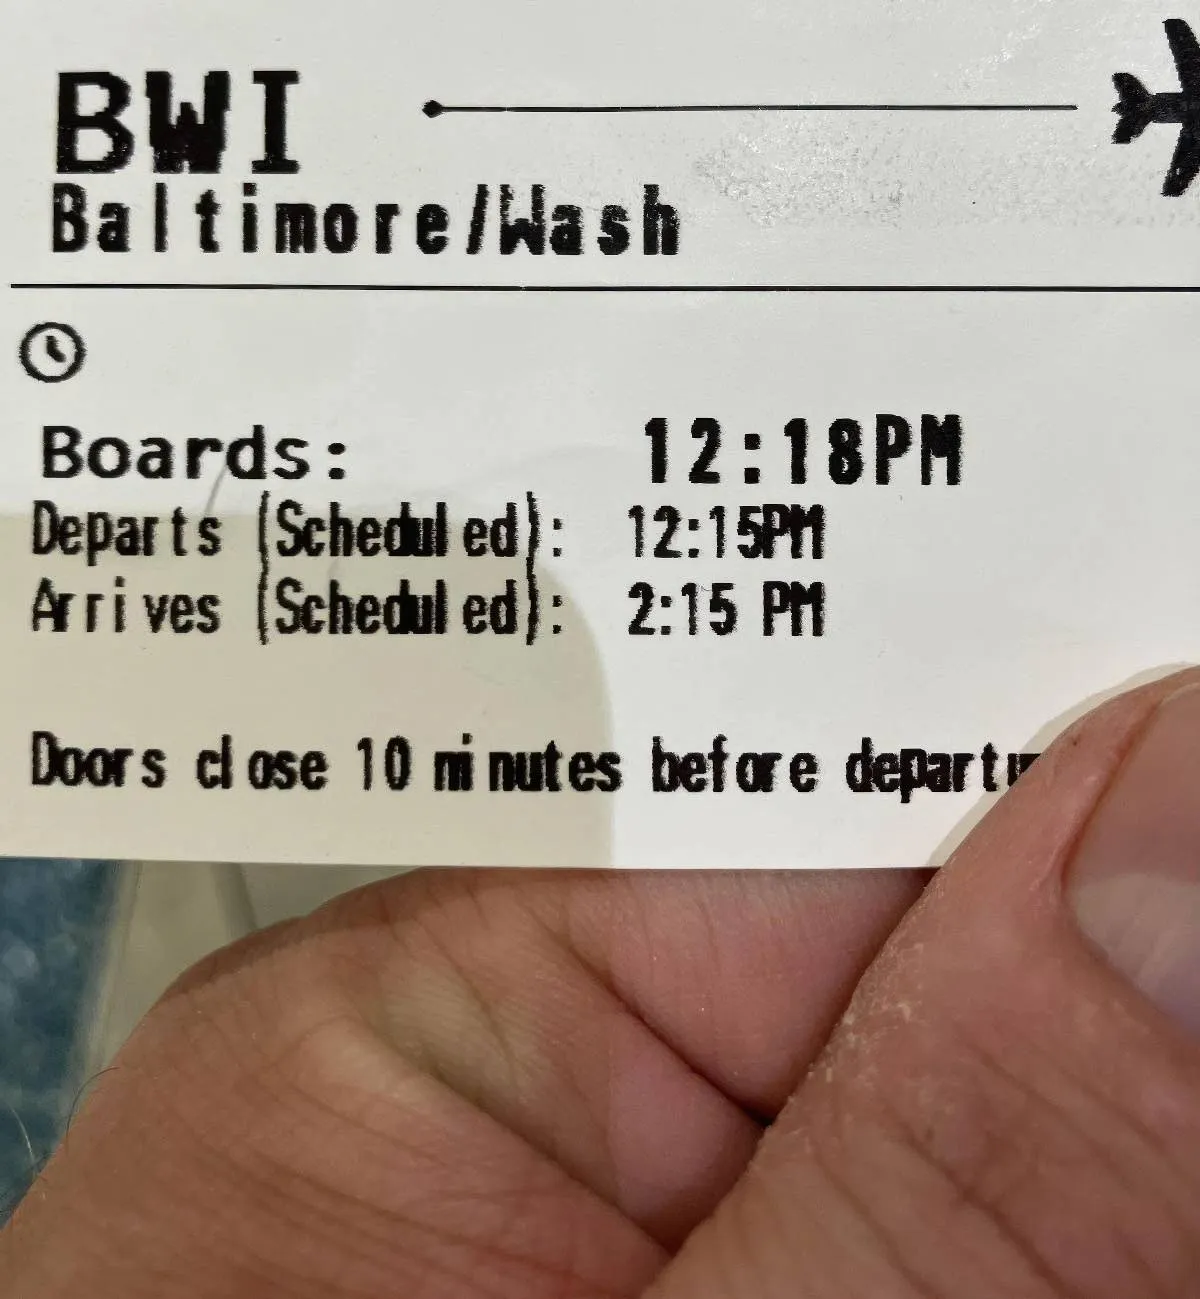 BWI
Baltimore/Wash
Boards: 12:18PM
Departs (Scheduled): 12:15PM
Arrives (Scheduled): 2:15 PM
Doors close 10 minutes before